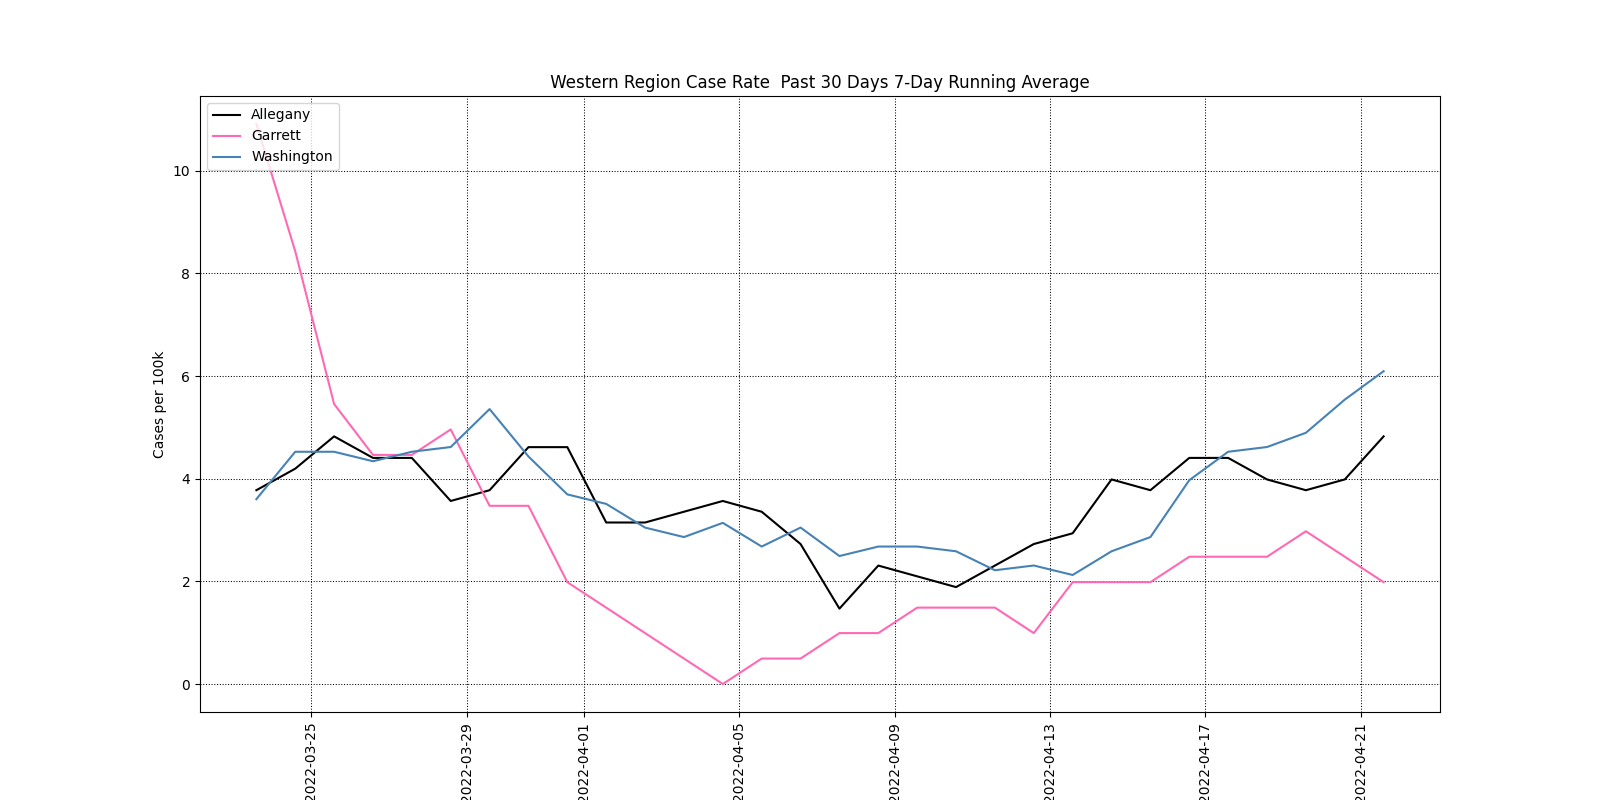 Western Region Case Rate  Past 30 Days 7-Day Running Average
Allegany
Garrett
Washington
Cases per 100k
10
8
6
4
2
0
2022-03-25
2022-03-29
2022-04-01
2022-04-05
2022-04-09
2022-04-13
2022-04-17
2022-04-21